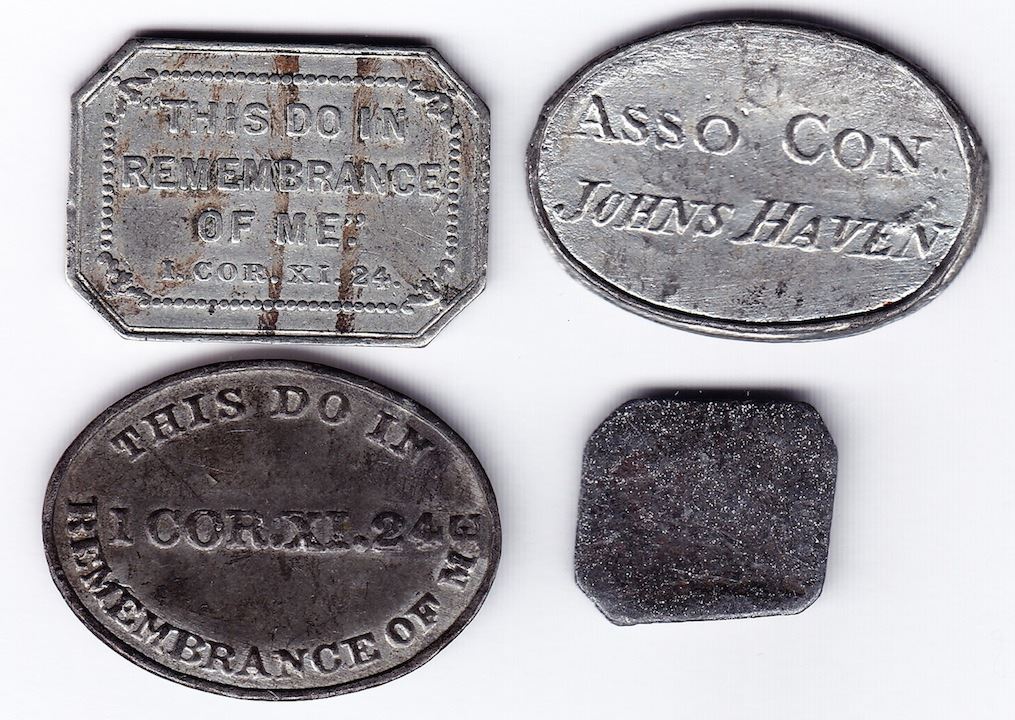 "THIS DO IN
REMEMBRANCE
OF ME."
1. COR. XI. 24.
ASSO CON
JOHNS HAVEN
THIS DO IN
1 COR. XI. 24
REMEMBRANCE OF ME